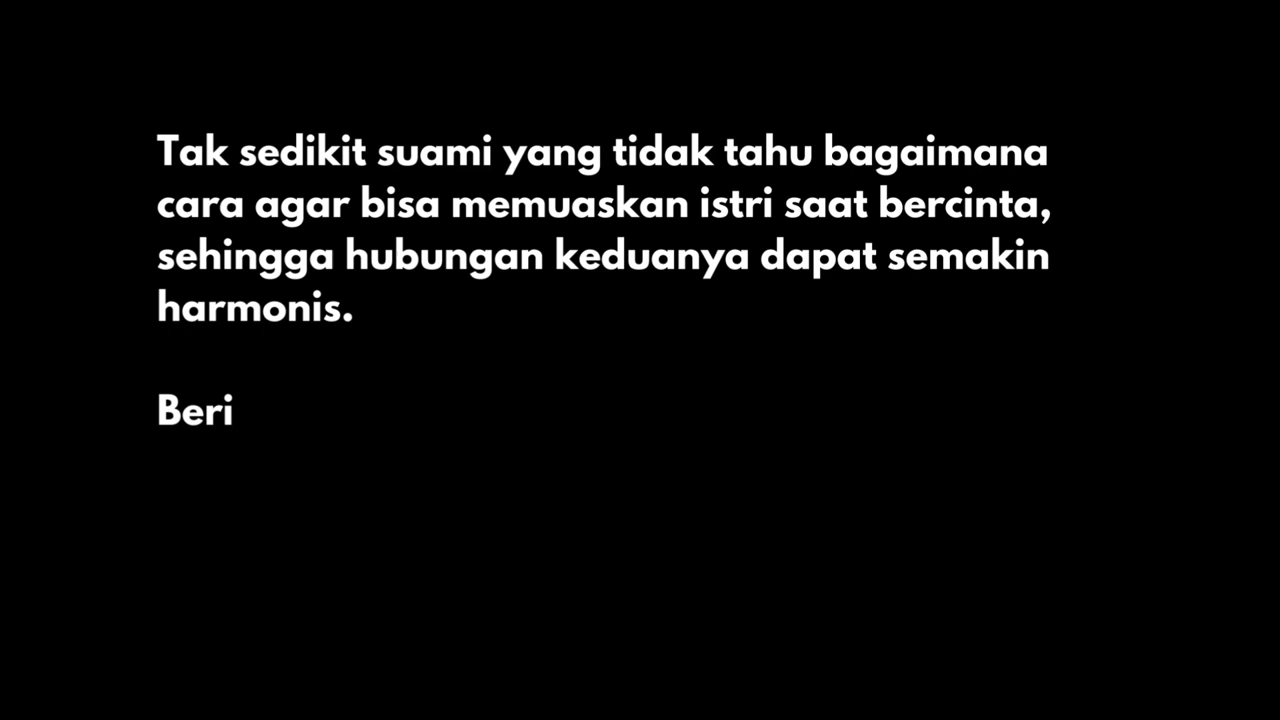 Tak sedikit suami yang tidak tahu bagaimana
cara agar bisa memuaskan istri saat bercinta,
sehingga hubungan keduanya dapat semakin
harmonis.
Beri